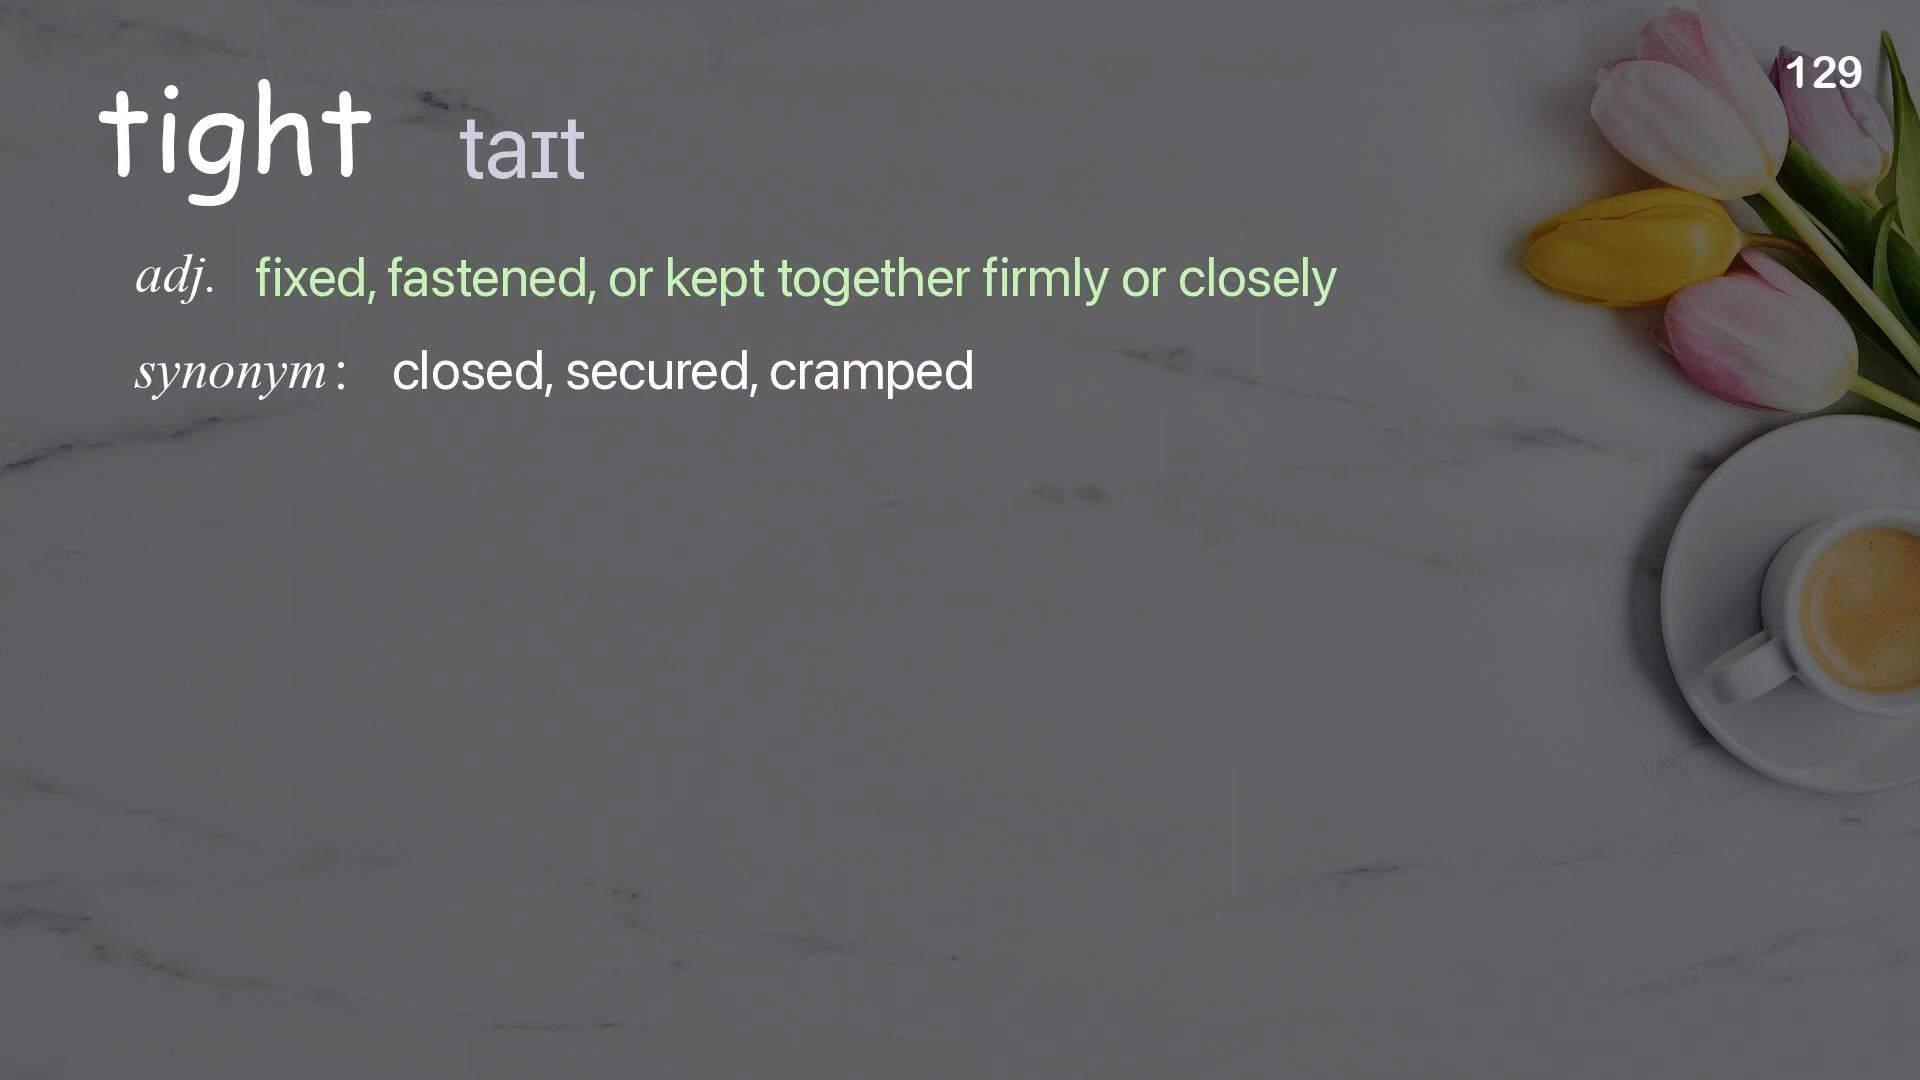 129
tight taɪt
adj. fixed, fastened, or kept together firmly or closely
synonym: closed, secured, cramped